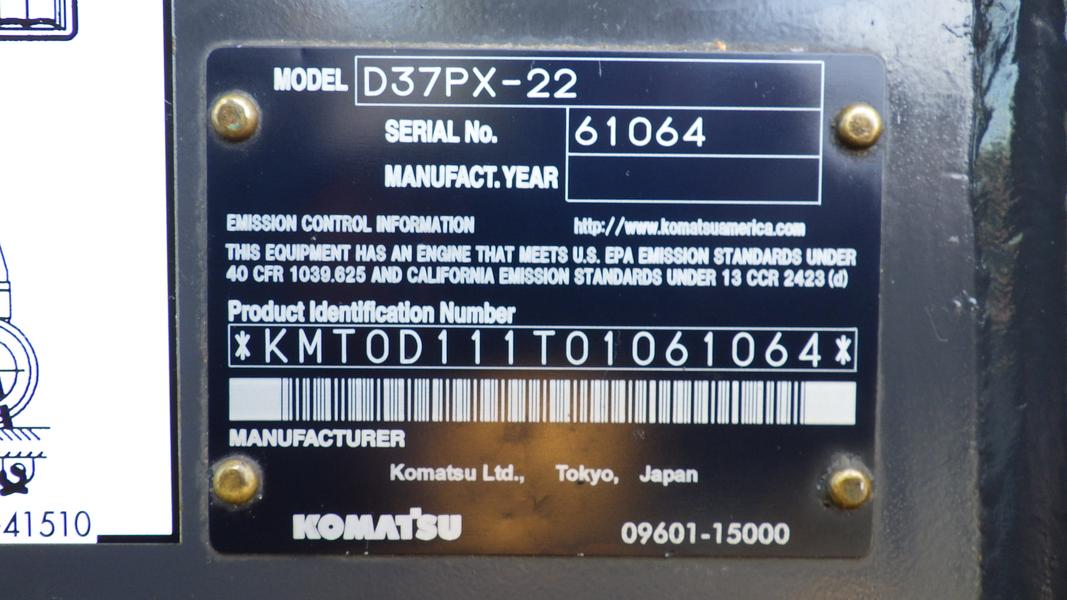 MODEL D37PX-22
SERIAL No. 61064
MANUFACT. YEAR
EMISSION CONTROL INFORMATION http://www.komatsuamerica.com
THIS EQUIPMENT HAS AN ENGINE THAT MEETS U.S. EPA EMISSION STANDARDS UNDER
40 CFR 1039.625 AND CALIFORNIA EMISSION STANDARDS UNDER 13 CCR 2423 (d)
Product Identification Number
*KMT0D111T01061064*
MANUFACTURER
Komatsu Ltd., Tokyo, Japan
KOMATSU 09601-15000
-41510